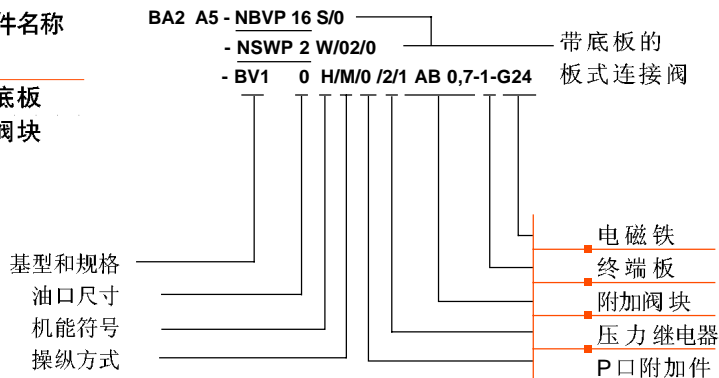 件名称
BA2 A5 - NBVP 16 S/0
- NSWP 2 W/02/0
- BV1 0 H/M/0 /2/1 AB 0,7-1-G24
带底板的
板式连接阀
底板
阀块
基型和规格
油口尺寸
机能符号
操纵方式
电磁铁
终端板
附加阀块
压力继电器
P口附加件